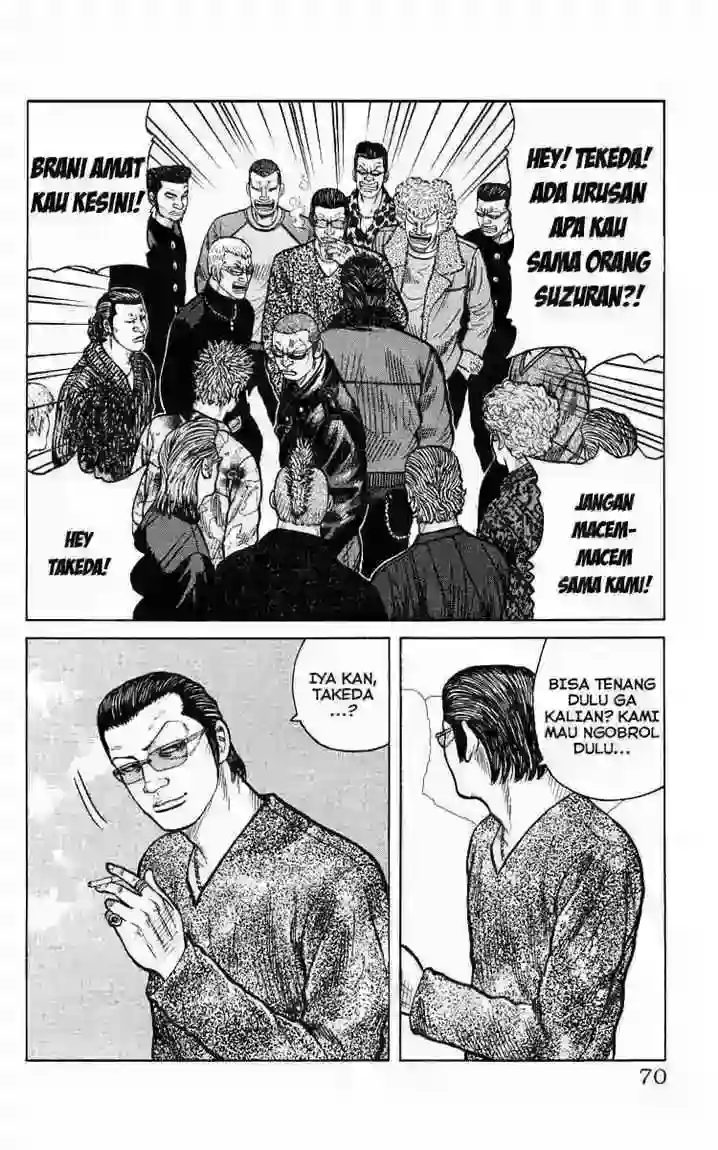 HEY! TEKEDA!
ADA URUSAN
APA KAU
SAMA ORANG
SUZURAN?!
BRANI AMAT
KAU KESINI!
JANGAN
MACEM-
MACEM
SAMA KAMI!
HEY
TAKEDA!
BISA TENANG
DULU GA
KALIAN? KAMI
MAU NGOBROL
DULU...
IYA KAN,
TAKEDA
...?
70